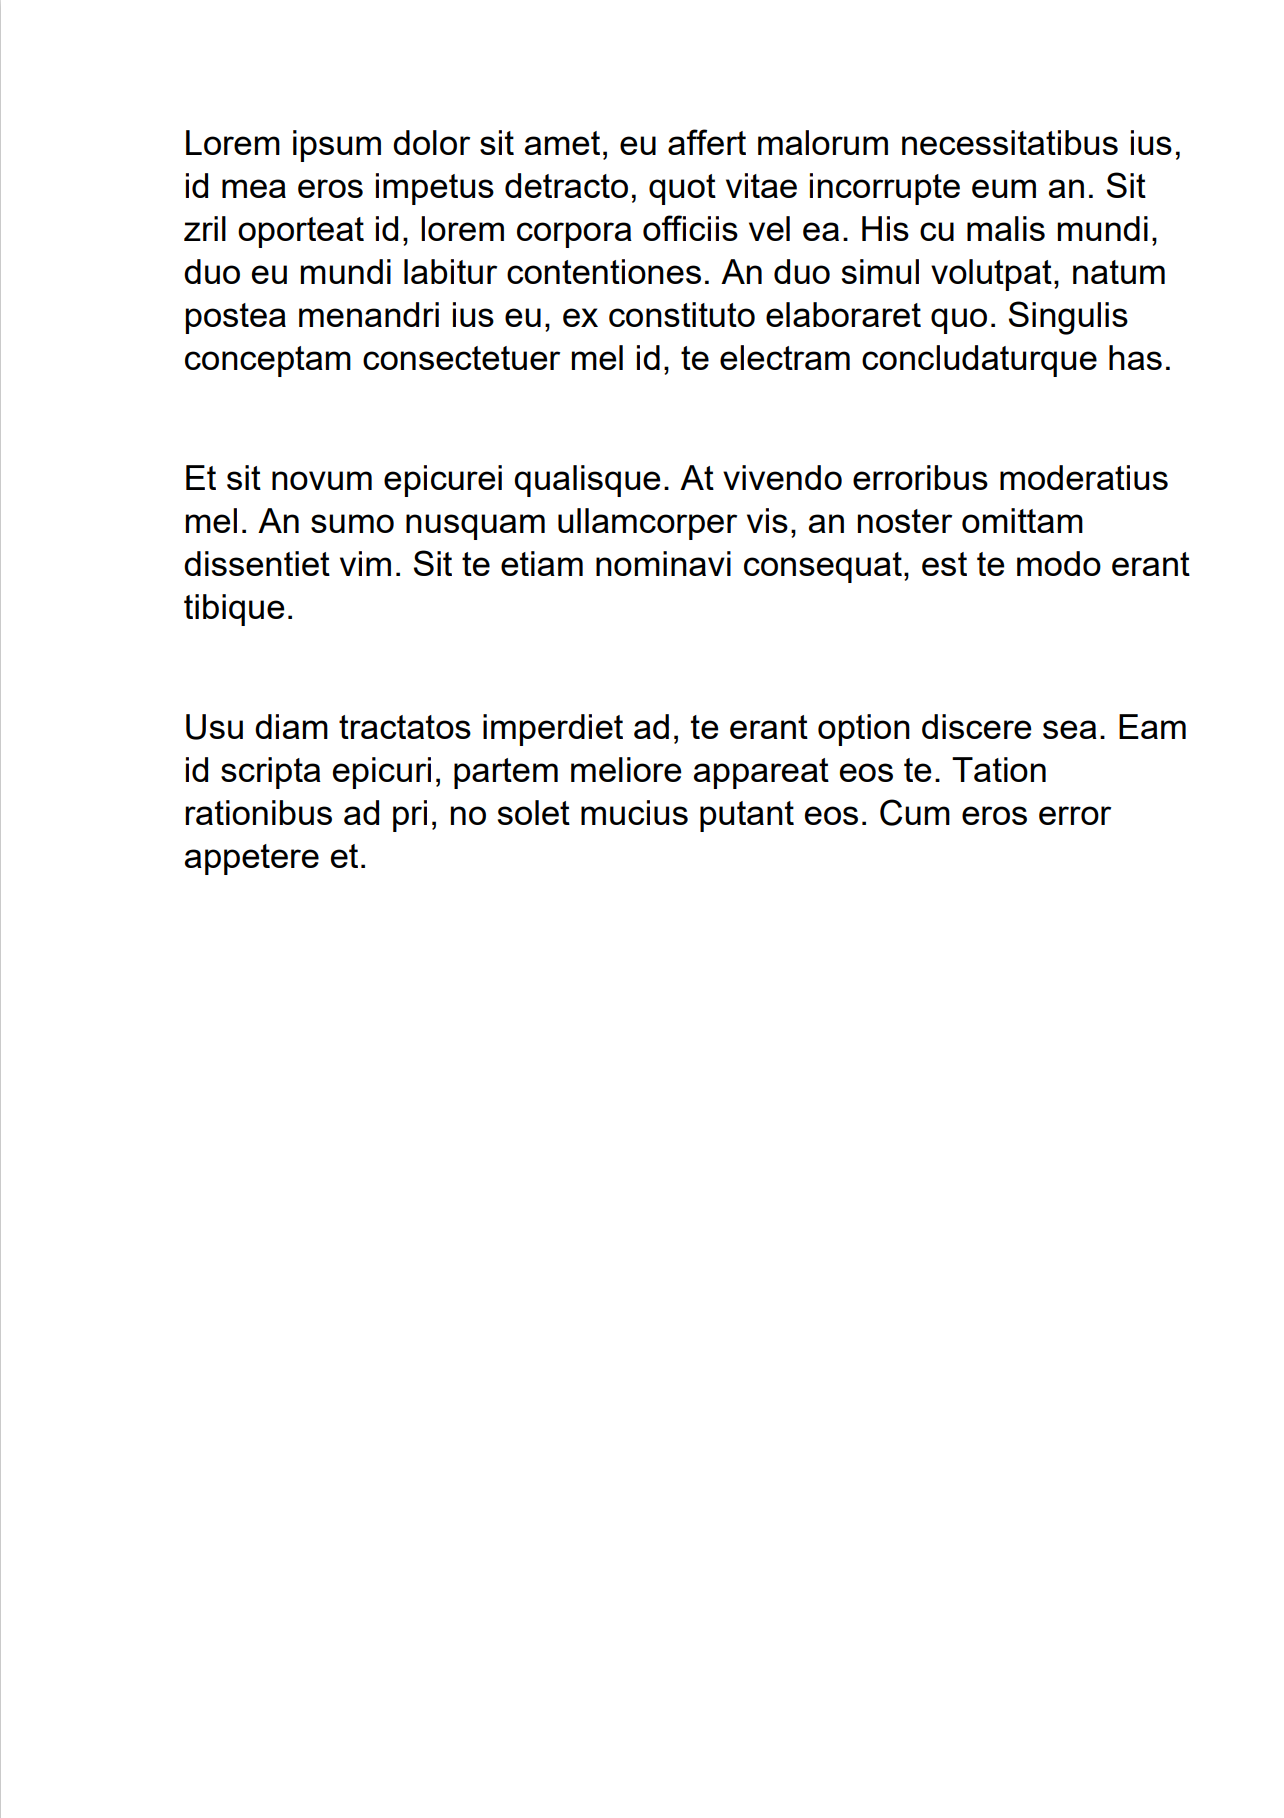 Lorem ipsum dolor sit amet, eu affert malorum necessitatibus ius,
id mea eros impetus detracto, quot vitae incorrupte eum an. Sit
zril oporteat id, lorem corpora officiis vel ea. His cu malis mundi,
duo eu mundi labitur contentiones. An duo simul volutpat, natum
postea menandri ius eu, ex constituto elaboraret quo. Singulis
conceptam consectetuer mel id, te electram concludaturque has.
Et sit novum epicurei qualisque. At vivendo erroribus moderatius
mel. An sumo nusquam ullamcorper vis, an noster omittam
dissentiet vim. Sit te etiam nominavi consequat, est te modo erant
tibique.
Usu diam tractatos imperdiet ad, te erant option discere sea. Eam
id scripta epicuri, partem meliore appareat eos te. Tation
rationibus ad pri, no solet mucius putant eos. Cum eros error
appetere et.